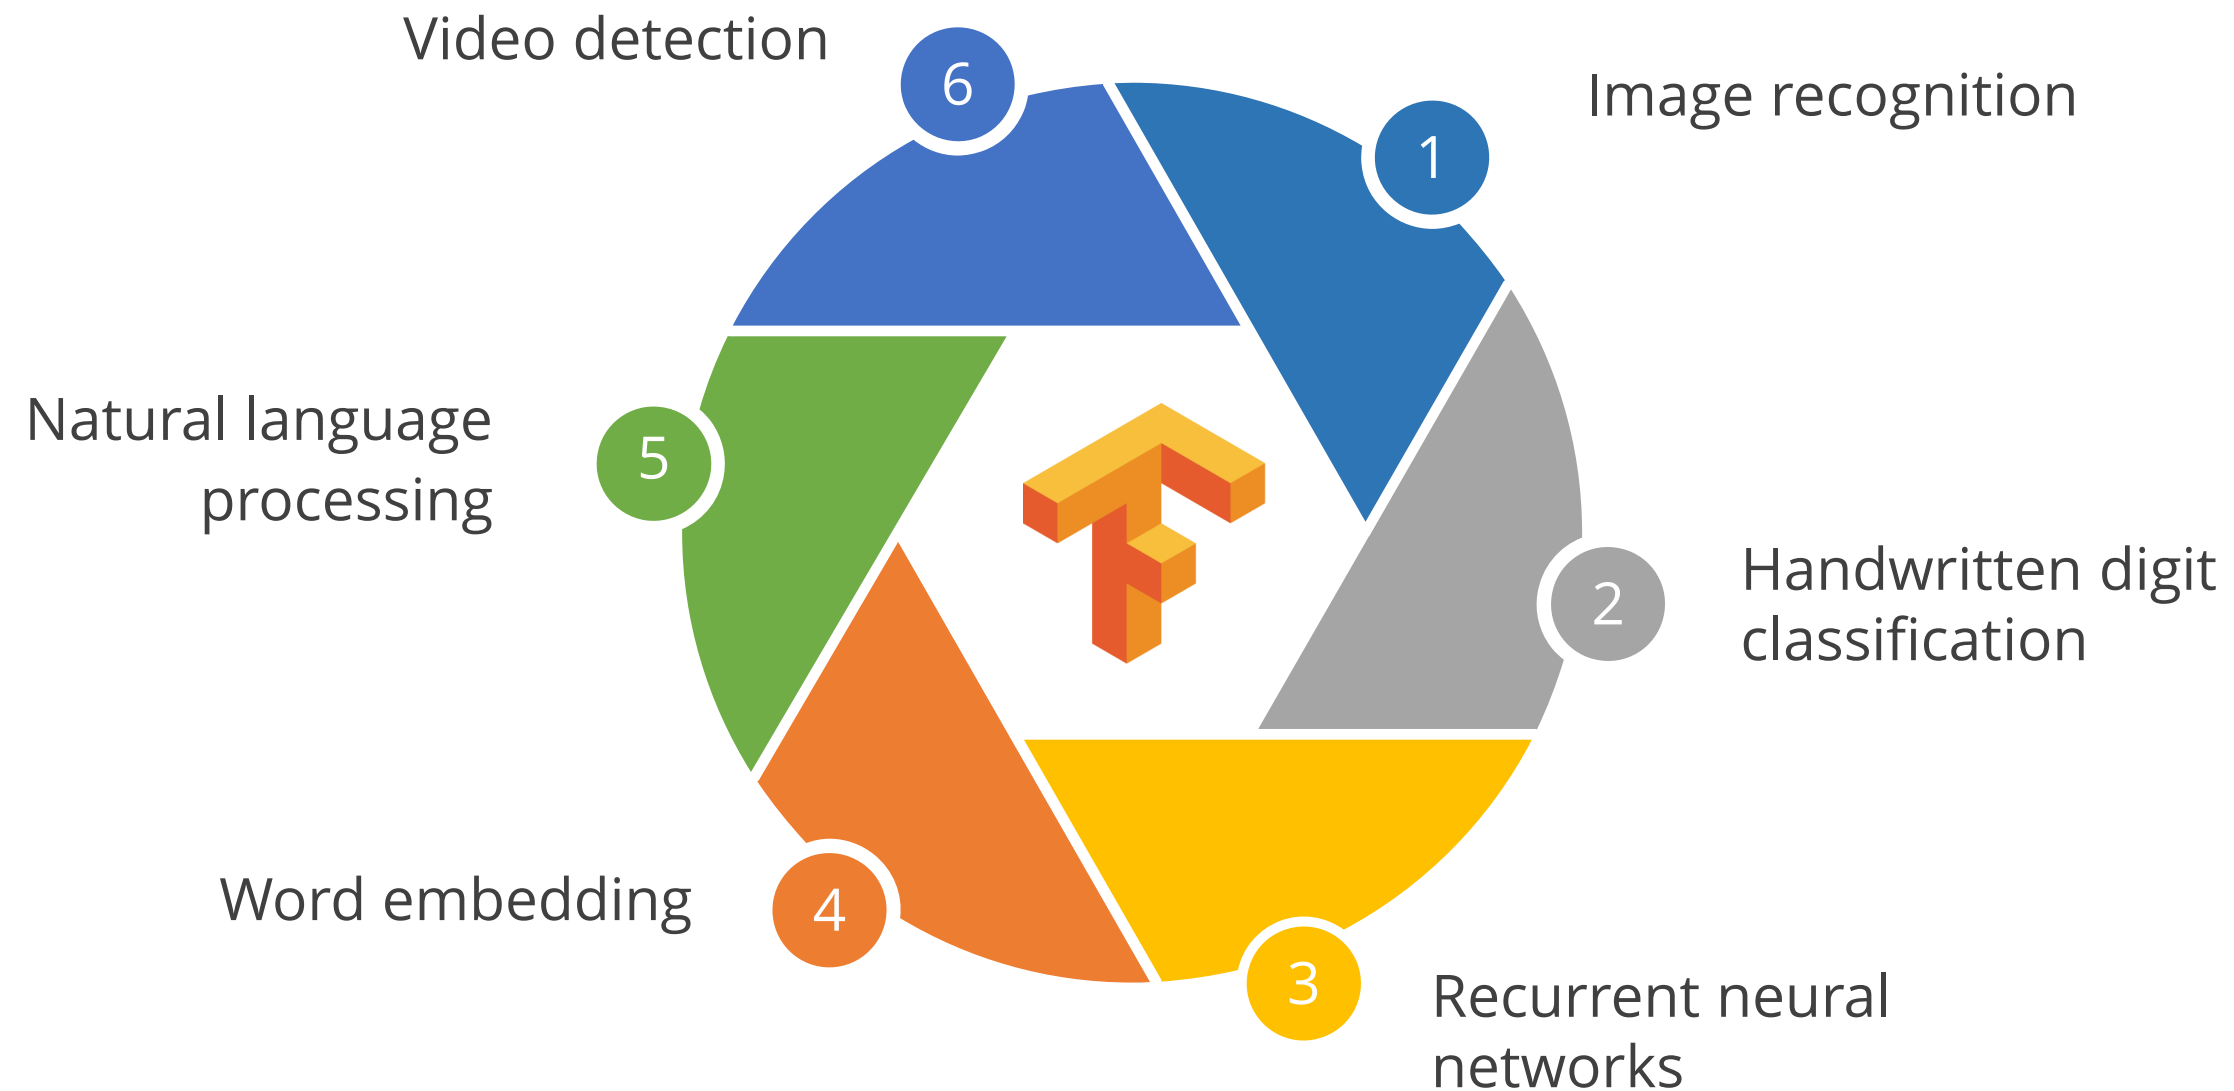 1
Image recognition
2
Handwritten digit
classification
3
Recurrent neural
networks
4
Word embedding
5
Natural language
processing
6
Video detection